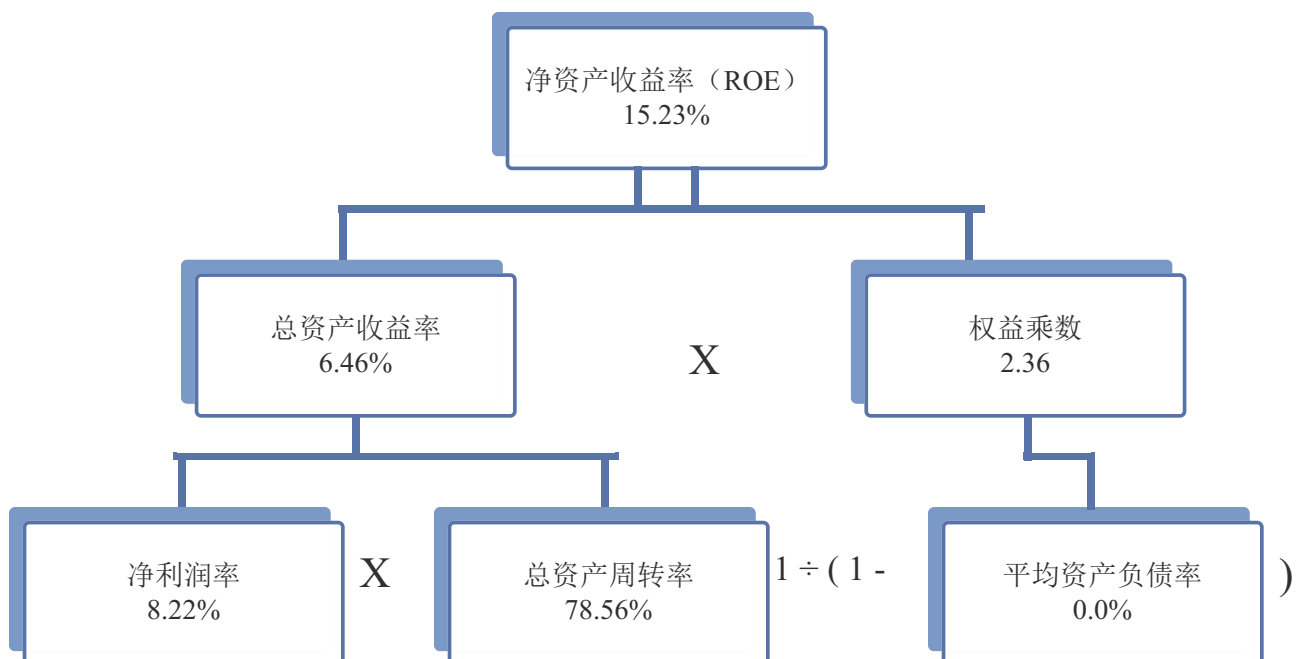 净资产收益率（ROE）
15.23%
总资产收益率
6.46%
X
权益乘数
2.36
净利润率
8.22%
X
总资产周转率
78.56%
1 ÷ ( 1 -
平均资产负债率
0.0%
)